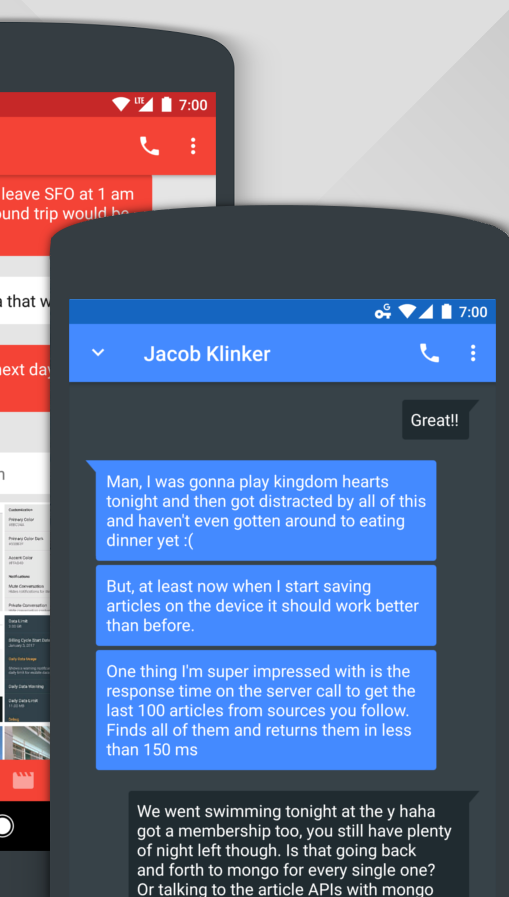 LTE 7:00
leave SFO at 1 am
ound trip would be
a that w
next day
Customization
Primary Color
Primary Color Dark
Accent Color
Notifications
Mute Conversation
Private Conversation
Data Limit
Billing Cycle Start Date
Daily Data Usage
Daily Data Warning
Daily Data Limit
G 7:00
Jacob Klinker
Great!!
Man, I was gonna play kingdom hearts
tonight and then got distracted by all of this
and haven't even gotten around to eating
dinner yet :(
But, at least now when I start saving
articles on the device it should work better
than before.
One thing I'm super impressed with is the
response time on the server call to get the
last 100 articles from sources you follow.
Finds all of them and returns them in less
than 150 ms
We went swimming tonight at the y haha
got a membership too, you still have plenty
of night left though. Is that going back
and forth to mongo for every single one?
Or talking to the article APIs with mongo